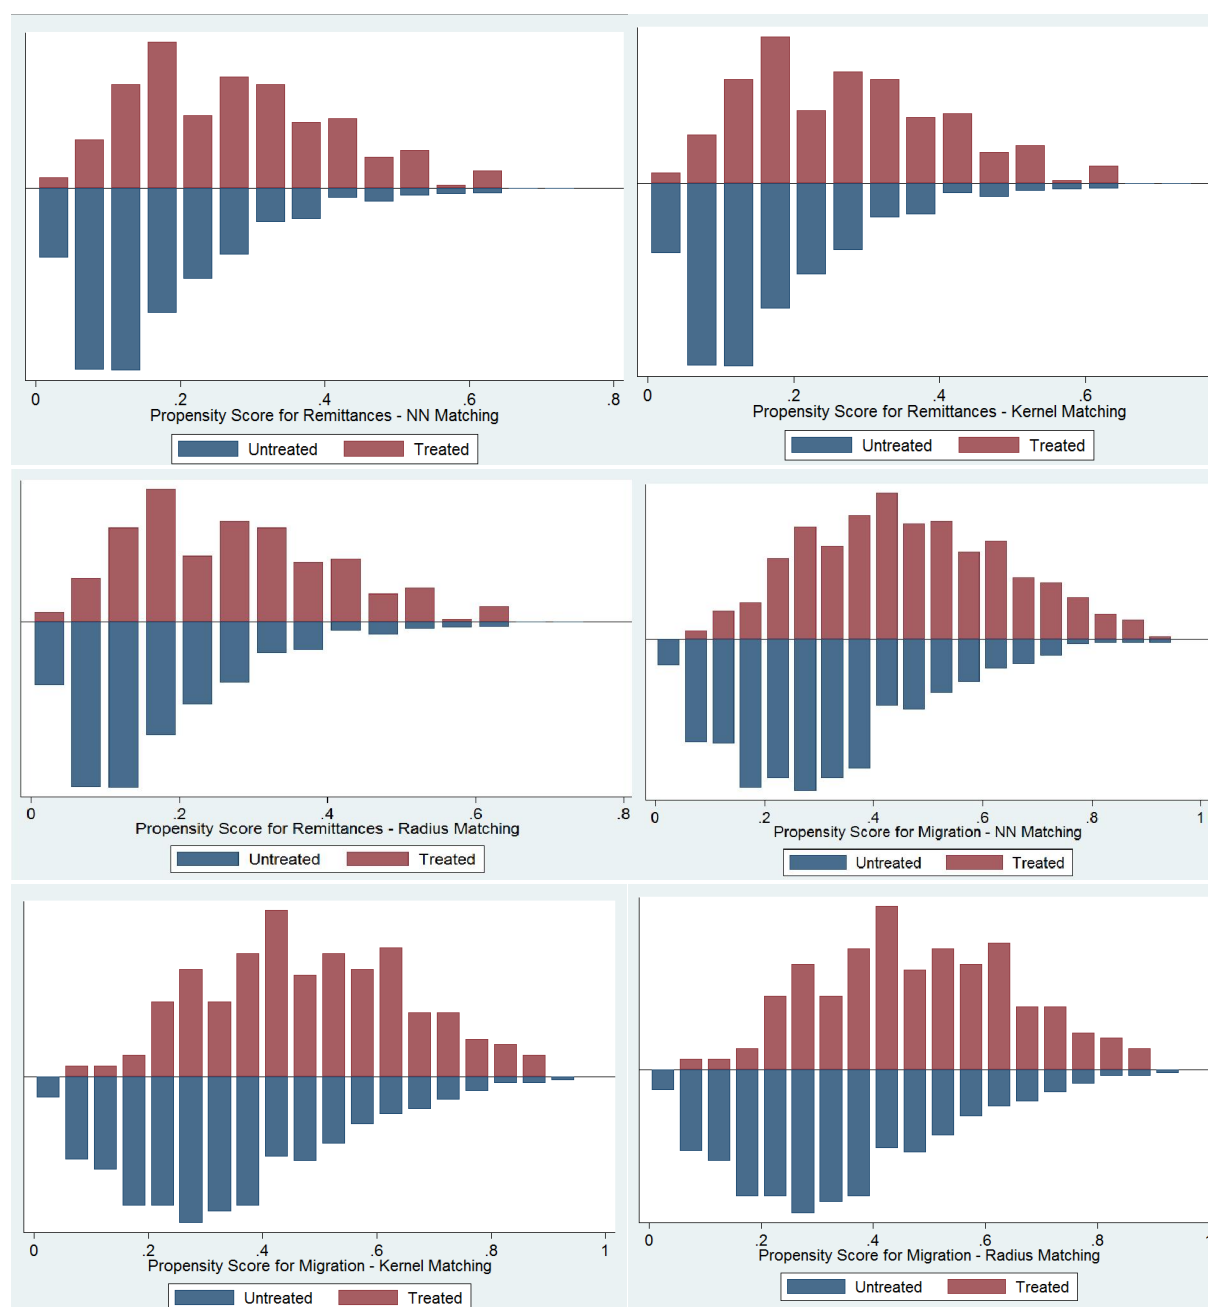 0 .2 .4 .6 .8
Propensity Score for Remittances - NN Matching
Untreated Treated
0 .2 .4 .6
Propensity Score for Remittances - Kernel Matching
Untreated Treated
0 .2 .4 .6 .8
Propensity Score for Remittances - Radius Matching
Untreated Treated
0 .2 .4 .6 .8 1
Propensity Score for Migration - NN Matching
Untreated Treated
0 .2 .4 .6 .8 1
Propensity Score for Migration - Kernel Matching
Untreated Treated
0 .2 .4 .6 .8 1
Propensity Score for Migration - Radius Matching
Untreated Treated